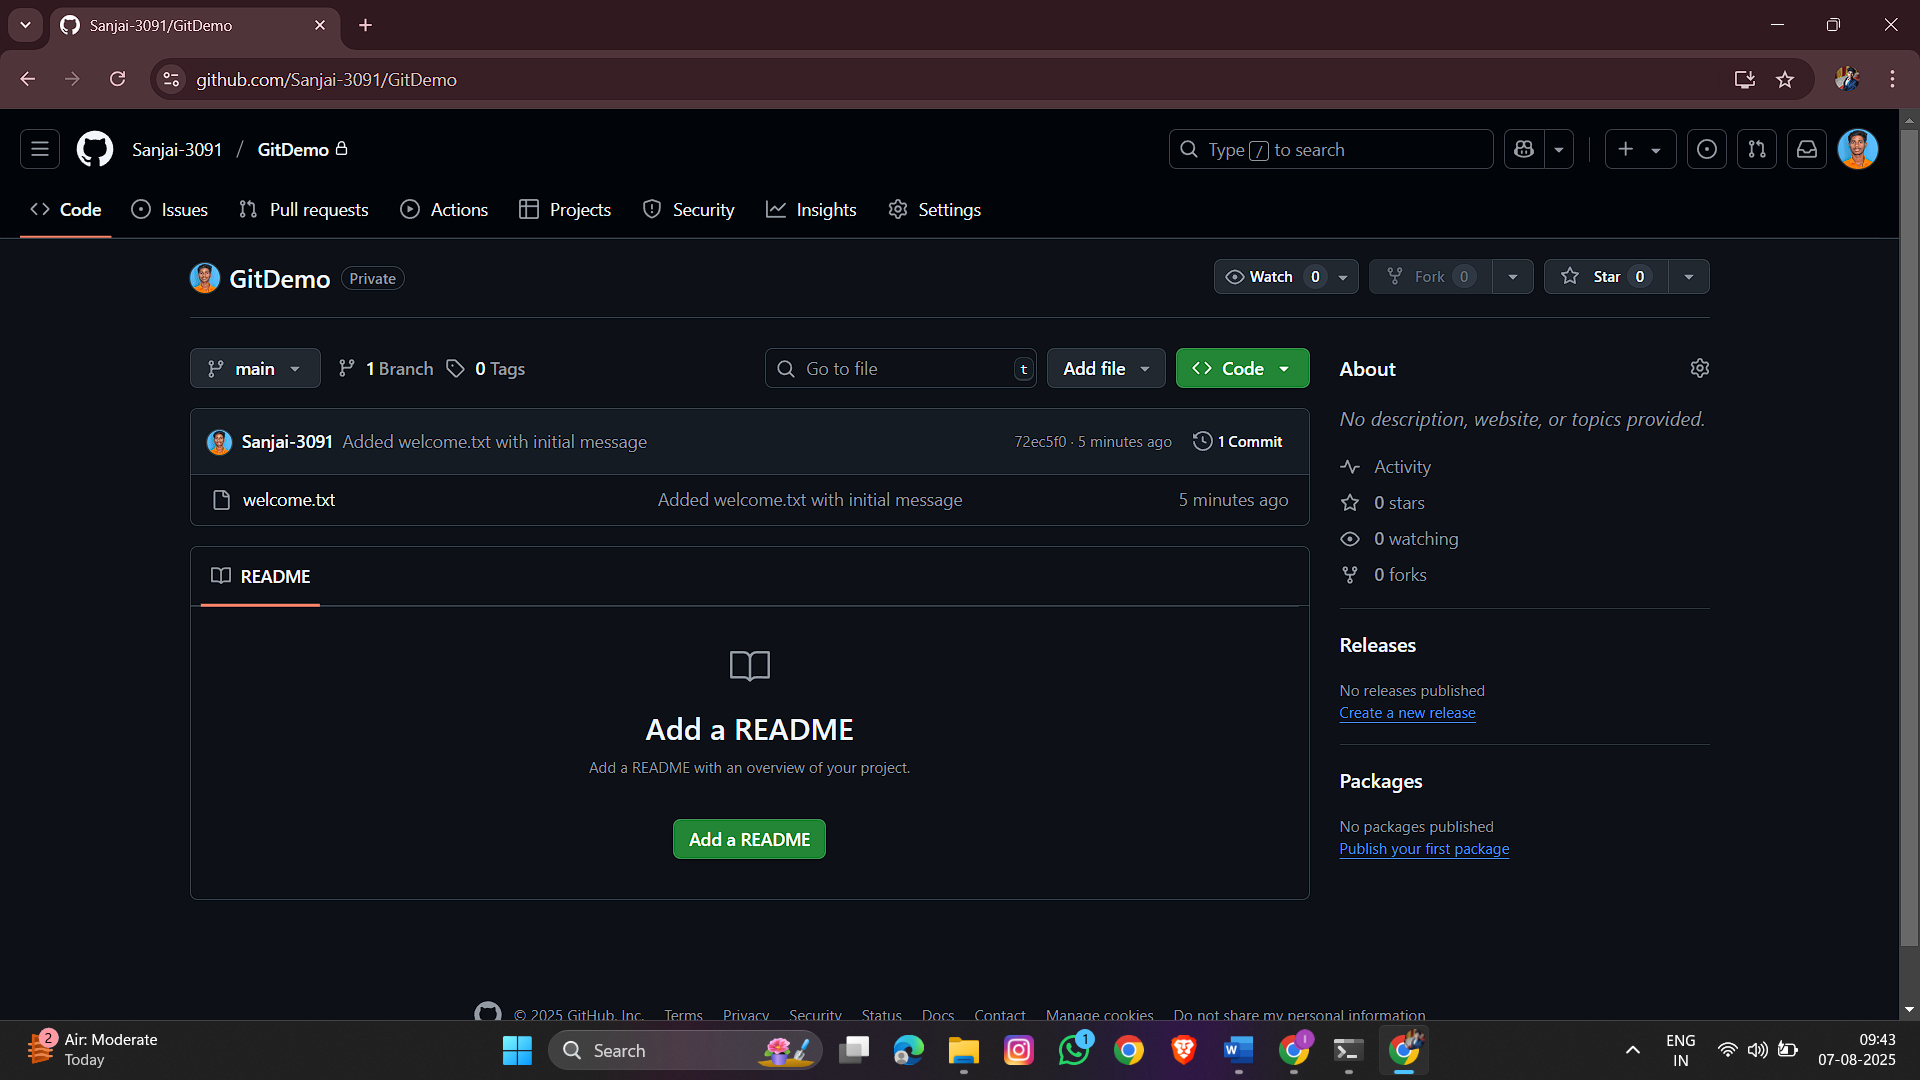 Sanjai-3091/GitDemo
github.com/Sanjai-3091/GitDemo
Sanjai-3091 / GitDemo
Type / to search
Code Issues Pull requests Actions Projects Security Insights Settings
GitDemo Private
Watch 0 Fork 0 Star 0
main 1 Branch 0 Tags
Go to file t Add file Code
About
No description, website, or topics provided.
Sanjai-3091 Added welcome.txt with initial message 72ec5f0 · 5 minutes ago 1 Commit
Activity
welcome.txt Added welcome.txt with initial message 5 minutes ago
0 stars
0 watching
0 forks
README
Add a README
Add a README with an overview of your project.
Add a README
Releases
No releases published
Create a new release
Packages
No packages published
Publish your first package
© 2025 GitHub, Inc. Terms Privacy Security Status Docs Contact Manage cookies Do not share my personal information
2
Air: Moderate
Today
Search
1
ENG
IN
09:43
07-08-2025